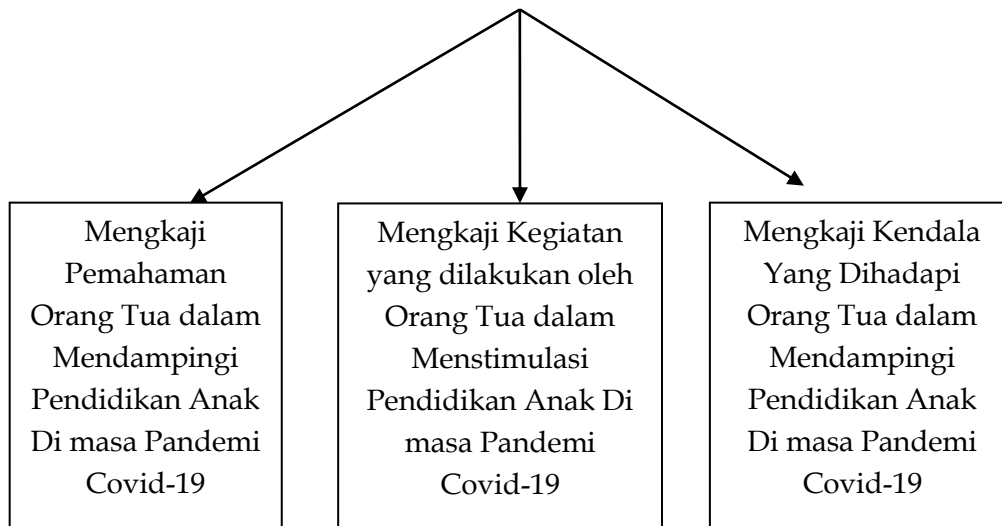 Mengkaji
Pemahaman
Orang Tua dalam
Mendampingi
Pendidikan Anak
Di masa Pandemi
Covid-19
Mengkaji Kegiatan
yang dilakukan oleh
Orang Tua dalam
Menstimulasi
Pendidikan Anak Di
masa Pandemi
Covid-19
Mengkaji Kendala
Yang Dihadapi
Orang Tua dalam
Mendampingi
Pendidikan Anak
Di masa Pandemi
Covid-19